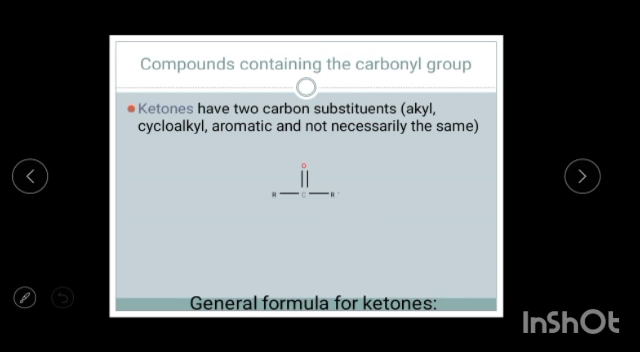 Compounds containing the carbonyl group
Ketones have two carbon substituents (akyl,
cycloalkyl, aromatic and not necessarily the same)
O
R C R'
General formula for ketones:
InShOt